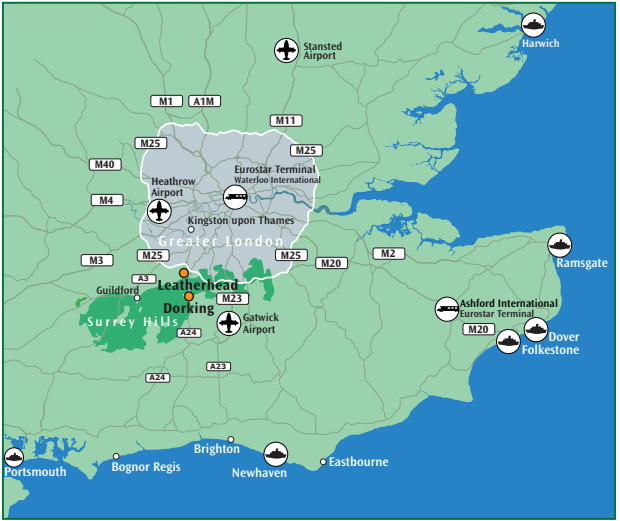 Harwich
Stansted
Airport
M1
A1M
M11
M25
M25
M40
Eurostar Terminal
Waterloo International
Heathrow
Airport
M4
Kingston upon Thames
Greater London
M25
M25
M2
M3
M20
Ramsgate
A3
Leatherhead
Guildford
M23
Dorking
Ashford International
Eurostar Terminal
Surrey Hills
Gatwick
Airport
A24
M20
Dover
Folkestone
A23
A24
Brighton
Portsmouth
Bognor Regis
Newhaven
Eastbourne